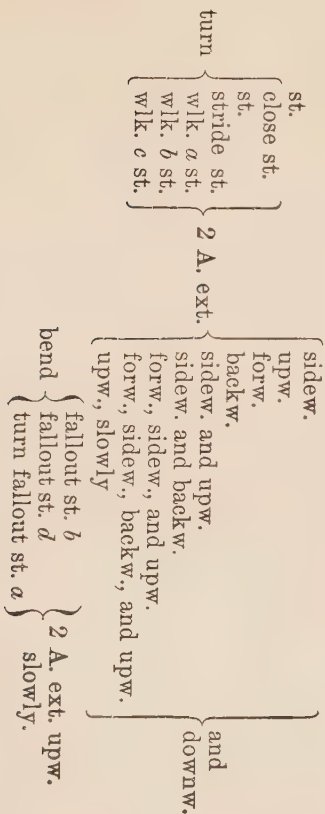 st.
close st.
turn
st.
stride st.
wlk. a st.
wlk. b st.
wlk. c st.
2 A. ext.
sidew.
upw.
forw.
backw.
sidew. and upw.
sidew. and backw.
forw., sidew., and upw.
forw., sidew., backw., and upw.
upw., slowly
and
downw.
bend
fallout st. b
fallout st. d
turn fallout st. a
2 A. ext. upw.
slowly.